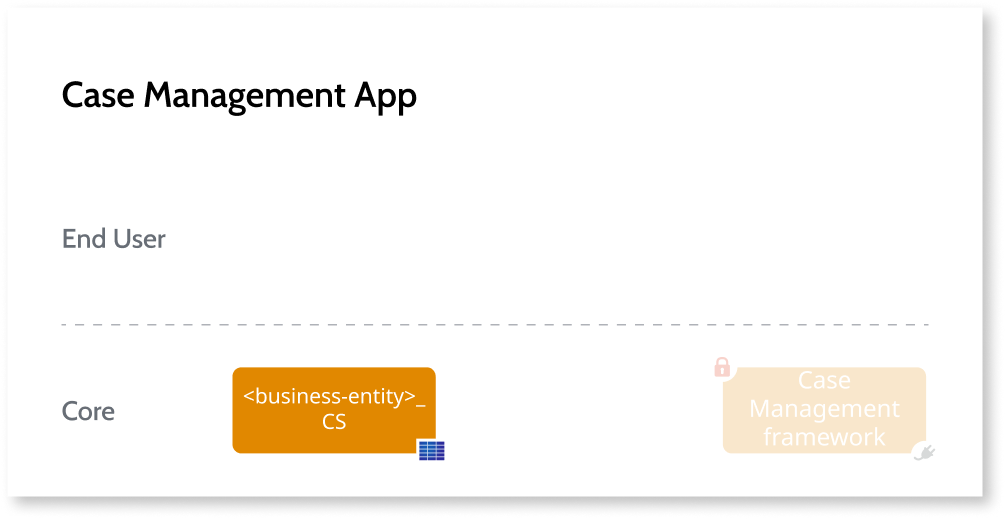 Case Management App
End User
Core
<business-entity>_
CS
Case
Management
framework